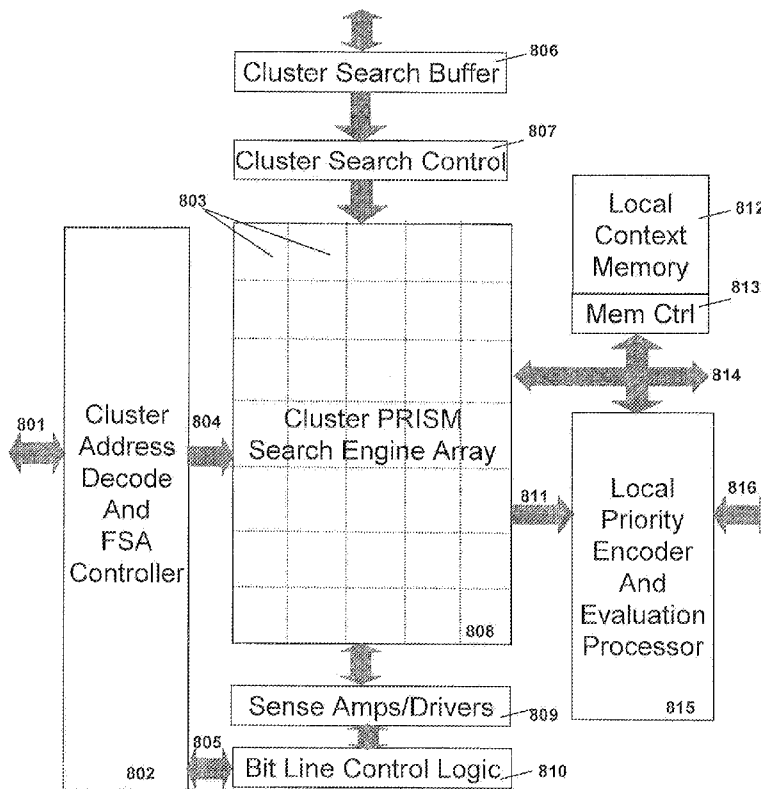 806
Cluster Search Buffer
807
Cluster Search Control
803
Local
Context
Memory
812
813
Mem Ctrl
814
801
804
Cluster
Address
Decode
And
FSA
Controller
Cluster PRISM
Search Engine Array
811
816
Local
Priority
Encoder
And
Evaluation
Processor
808
Sense Amps/Drivers
809
815
805
802
Bit Line Control Logic
810